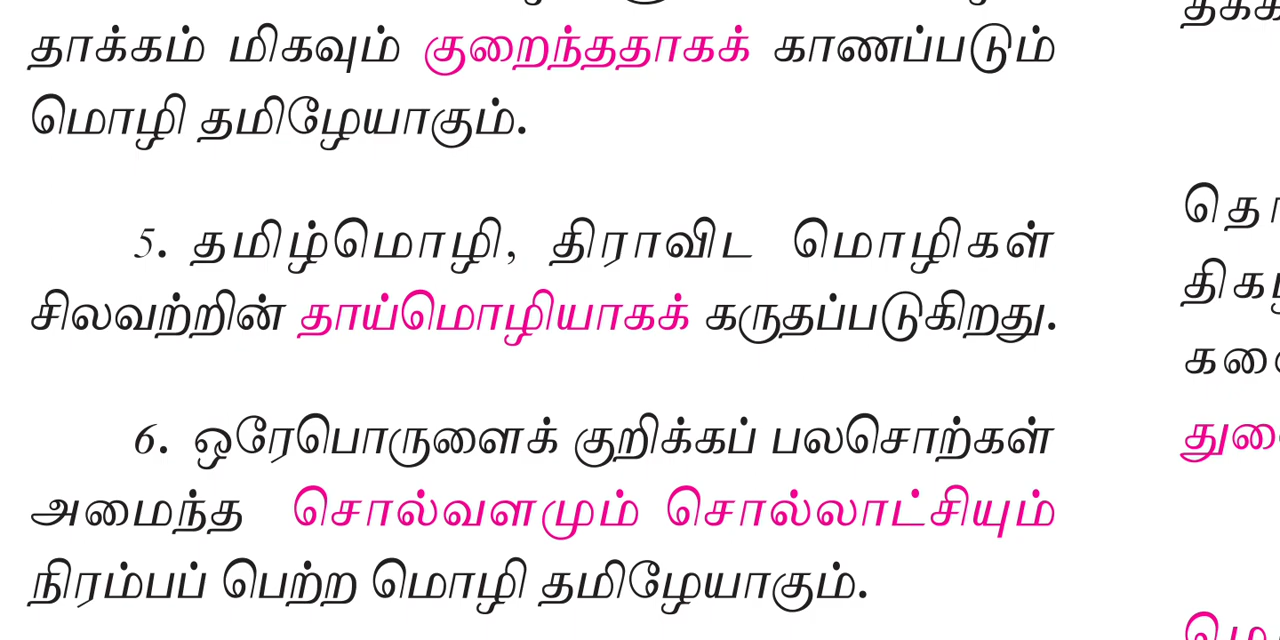 தாக்கம் மிகவும் குறைந்ததாகக் காணப்படும்
மொழி தமிழேயாகும்.
5. தமிழ்மொழி, திராவிட மொழிகள்
சிலவற்றின் தாய்மொழியாகக் கருதப்படுகிறது.
6. ஒரேபொருளைக் குறிக்கப் பலசொற்கள்
அமைந்த சொல்வளமும் சொல்லாட்சியும்
நிரம்பப் பெற்ற மொழி தமிழேயாகும்.